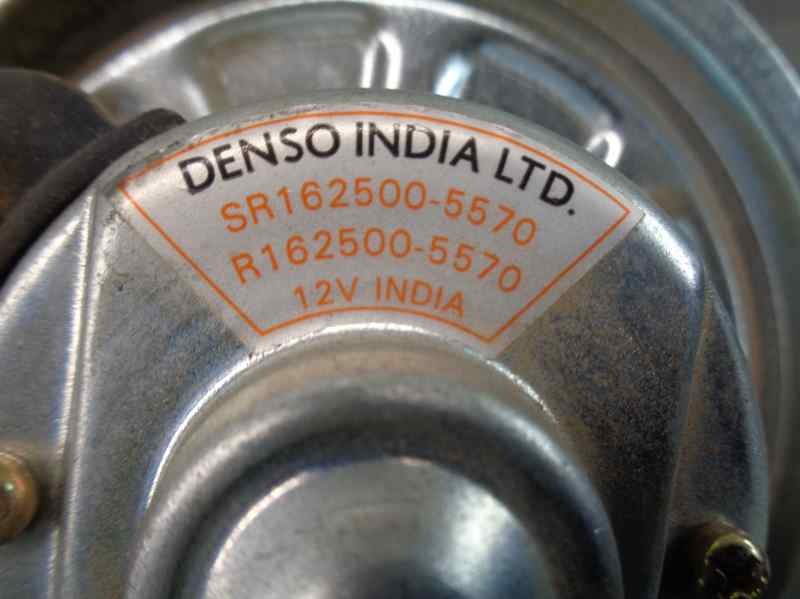 DENSO INDIA LTD.
SR162500-5570
R162500-5570
12V INDIA